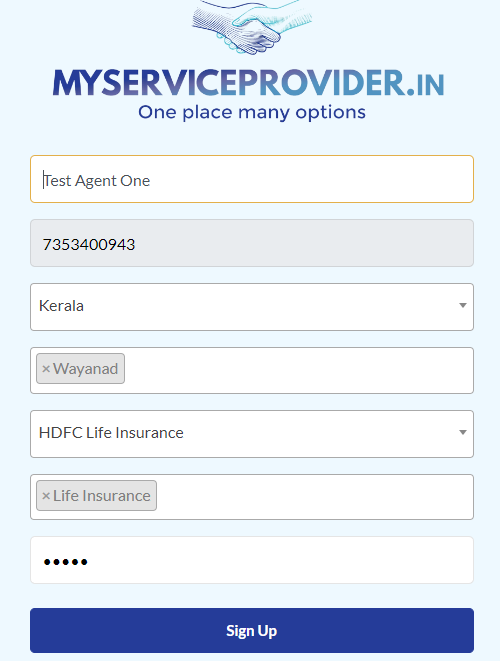 MYSERVICEPROVIDER.IN
One place many options
Test Agent One
7353400943
Kerala
×Wayanad
HDFC Life Insurance
×Life Insurance
•••••
Sign Up